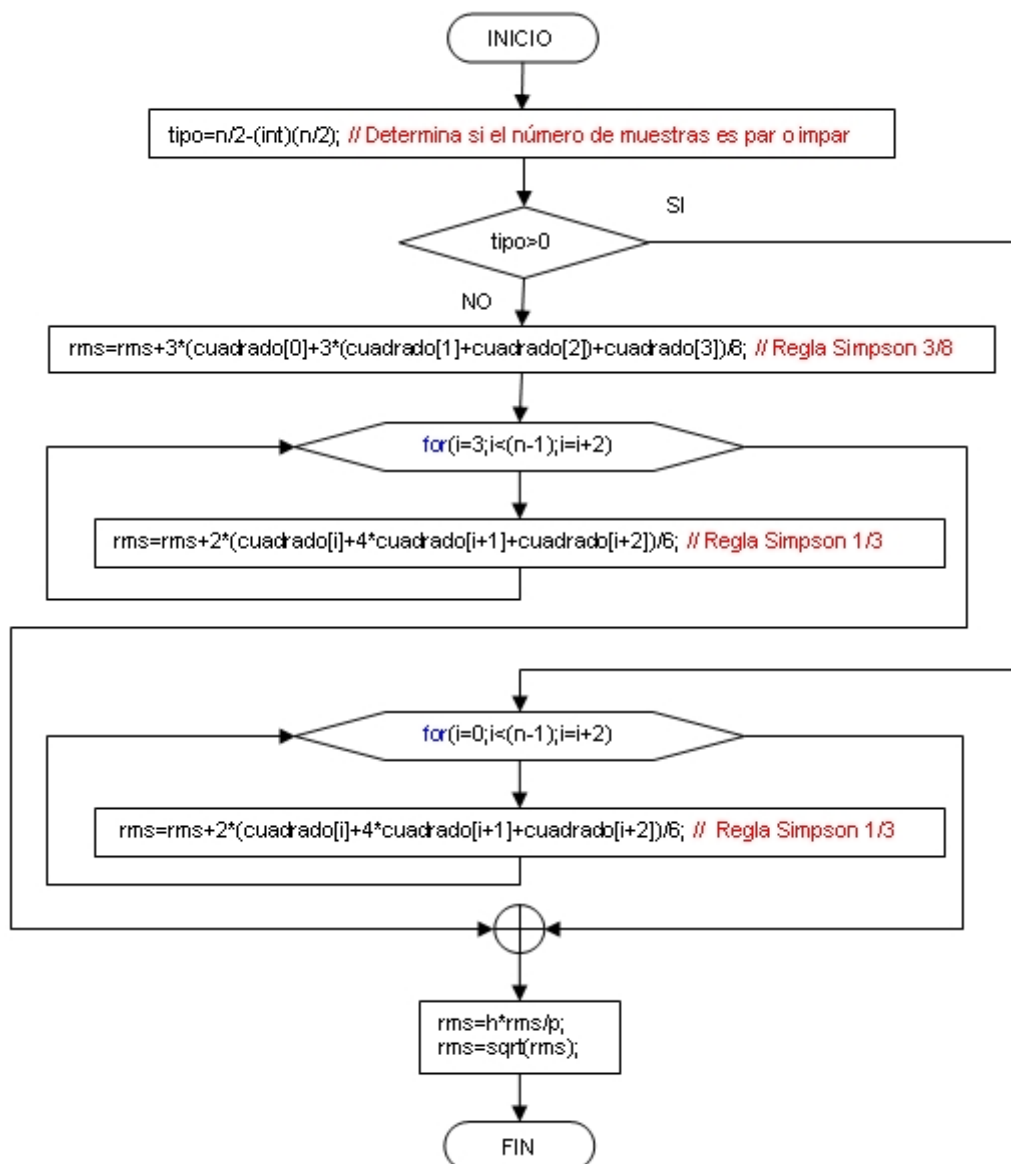 INICIO
tipo=n/2-(int)(n/2); // Determina si el número de muestras es par o impar
SI
tipo>0
NO
rms=rms+3*(cuadrado[0]+3*(cuadrado[1]+cuadrado[2])+cuadrado[3])/8; // Regla Simpson 3/8
for(i=3;i<(n-1);i=i+2)
rms=rms+2*(cuadrado[i]+4*cuadrado[i+1]+cuadrado[i+2])/6; // Regla Simpson 1/3
for(i=0;i<(n-1);i=i+2)
rms=rms+2*(cuadrado[i]+4*cuadrado[i+1]+cuadrado[i+2])/6; // Regla Simpson 1/3
rms=h*rms/p;
rms=sqrt(rms);
FIN